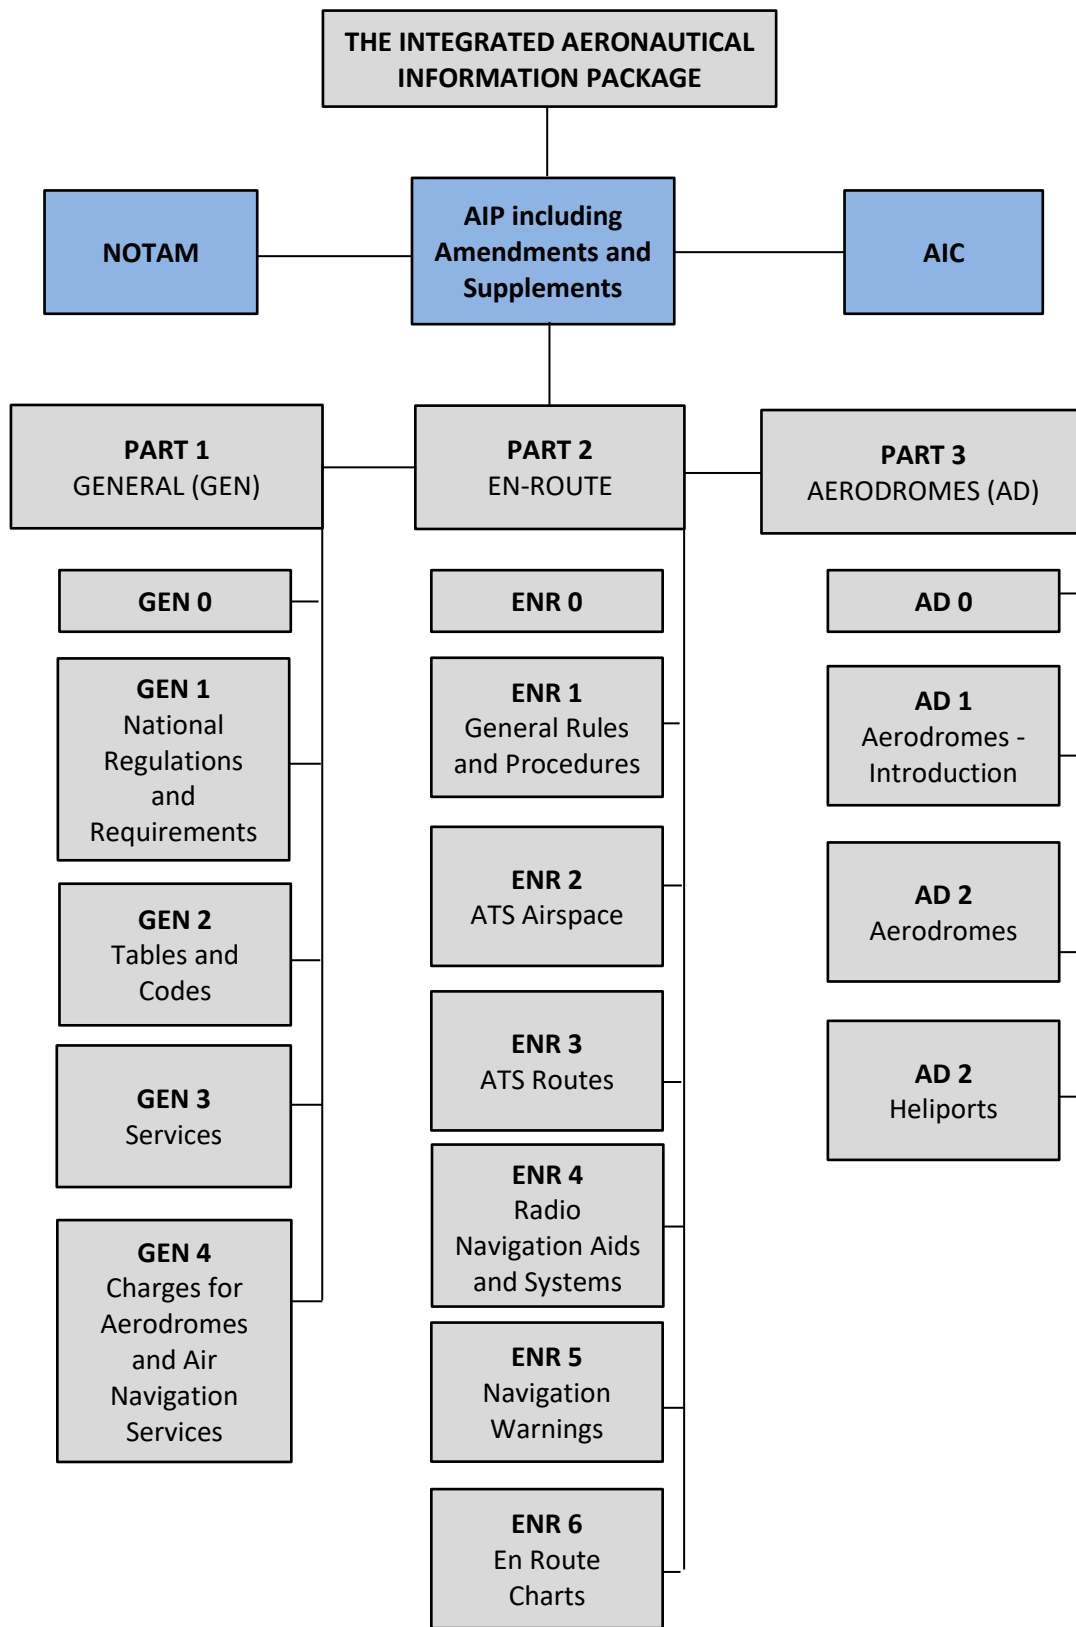 THE INTEGRATED AERONAUTICAL
INFORMATION PACKAGE
NOTAM
AIP including
Amendments and
Supplements
AIC
PART 1
GENERAL (GEN)
PART 2
EN-ROUTE
PART 3
AERODROMES (AD)
GEN 0
GEN 1
National
Regulations
and
Requirements
GEN 2
Tables and
Codes
GEN 3
Services
GEN 4
Charges for
Aerodromes
and Air
Navigation
Services
ENR 0
ENR 1
General Rules
and Procedures
ENR 2
ATS Airspace
ENR 3
ATS Routes
ENR 4
Radio
Navigation Aids
and Systems
ENR 5
Navigation
Warnings
ENR 6
En Route
Charts
AD 0
AD 1
Aerodromes -
Introduction
AD 2
Aerodromes
AD 2
Heliports